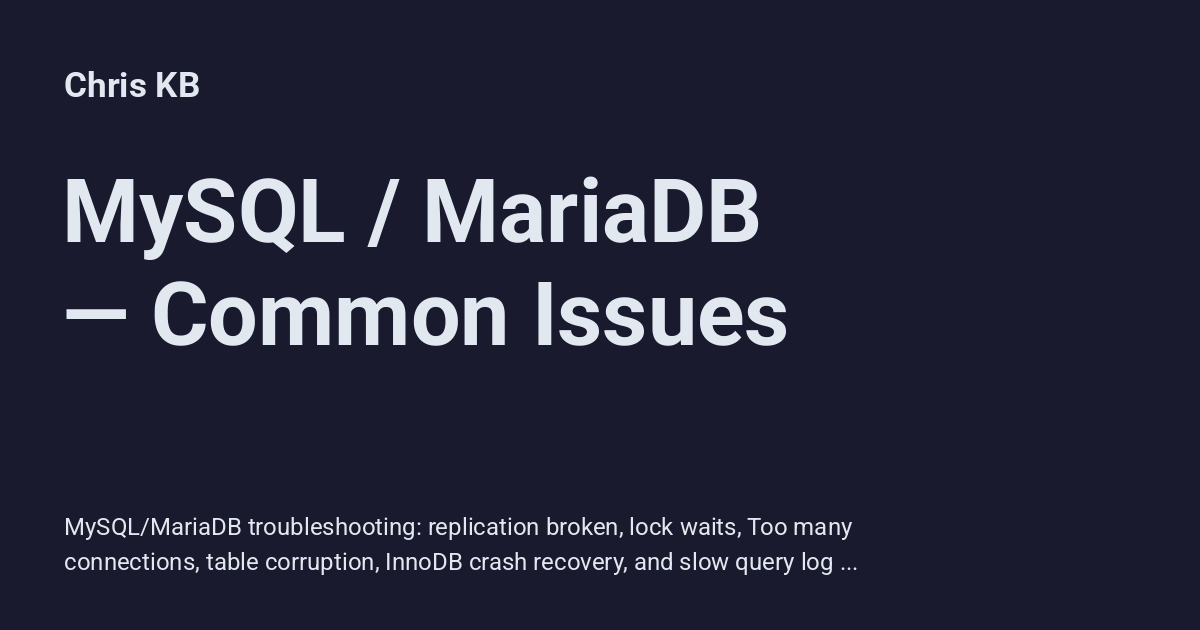 Chris KB
MySQL / MariaDB
— Common Issues
MySQL/MariaDB troubleshooting: replication broken, lock waits, Too many
connections, table corruption, InnoDB crash recovery, and slow query log ...